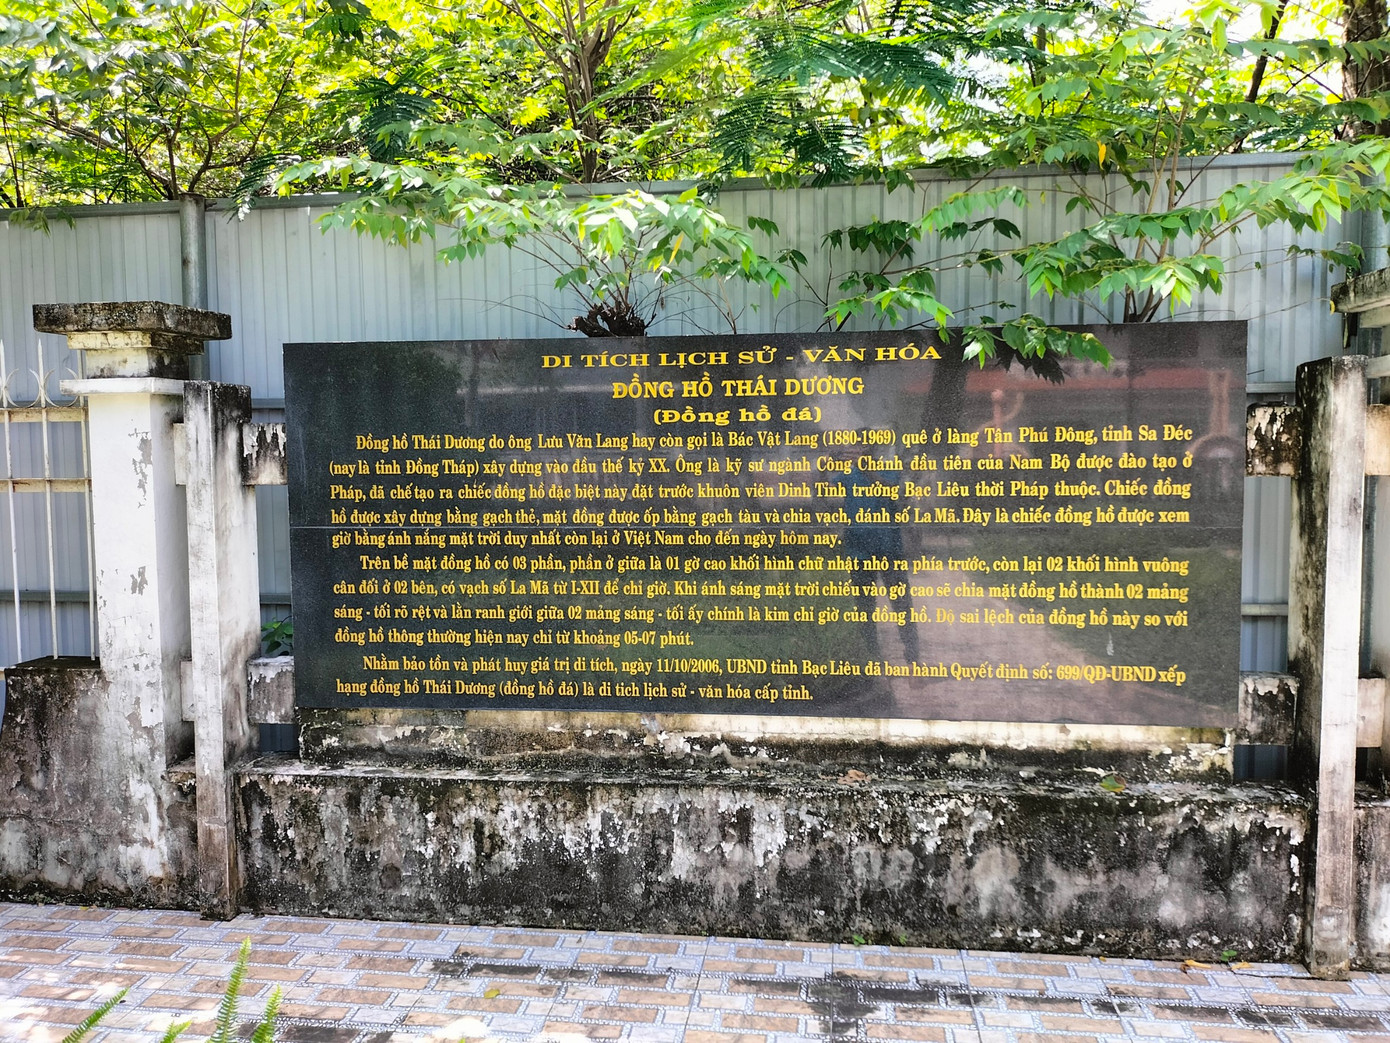 DI TÍCH LỊCH SỬ - VĂN HÓA
ĐỒNG HỒ THÁI DƯƠNG
(Đồng hồ đá)
Đồng hồ Thái Dương do ông Lưu Văn Lang hay còn gọi là Bác Vật Lang (1880-1969) quê ở làng Tân Phú Đông, tỉnh Sa Đéc
(nay là tỉnh Đồng Tháp) xây dựng vào đầu thế kỷ XX. Ông là kỹ sư ngành Công Chánh đầu tiên của Nam Bộ được đào tạo ở
Pháp, đã chế tạo ra chiếc đồng hồ đặc biệt này đặt trước khuôn viên Dinh Tỉnh trưởng Bạc Liêu thời Pháp thuộc. Chiếc đồng
hồ được xây dựng bằng gạch thẻ, mặt đồng được ốp bằng gạch tàu và chia vạch, đánh số La Mã. Đây là chiếc đồng hồ được xem
giờ bằng ánh nắng mặt trời duy nhất còn lại ở Việt Nam cho đến ngày hôm nay.
Trên bề mặt đồng hồ có 03 phần, phần ở giữa là 01 gờ cao khối hình chữ nhật nhô ra phía trước, còn lại 02 khối hình vuông
cân đối ở 02 bên, có vạch số La Mã từ I-XII để chỉ giờ. Khi ánh sáng mặt trời chiếu vào gờ cao sẽ chia mặt đồng hồ thành 02 mảng
sáng - tối rõ rệt và lằn ranh giới giữa 02 mảng sáng - tối ấy chính là kim chỉ giờ của đồng hồ. Độ sai lệch của đồng hồ này so với
đồng hồ thông thường hiện nay chỉ từ khoảng 05-07 phút.
Nhằm bảo tồn và phát huy giá trị di tích, ngày 11/10/2006, UBND tỉnh Bạc Liêu đã ban hành Quyết định số: 699/QĐ-UBND xếp
hạng đồng hồ Thái Dương (đồng hồ đá) là di tích lịch sử - văn hóa cấp tỉnh.